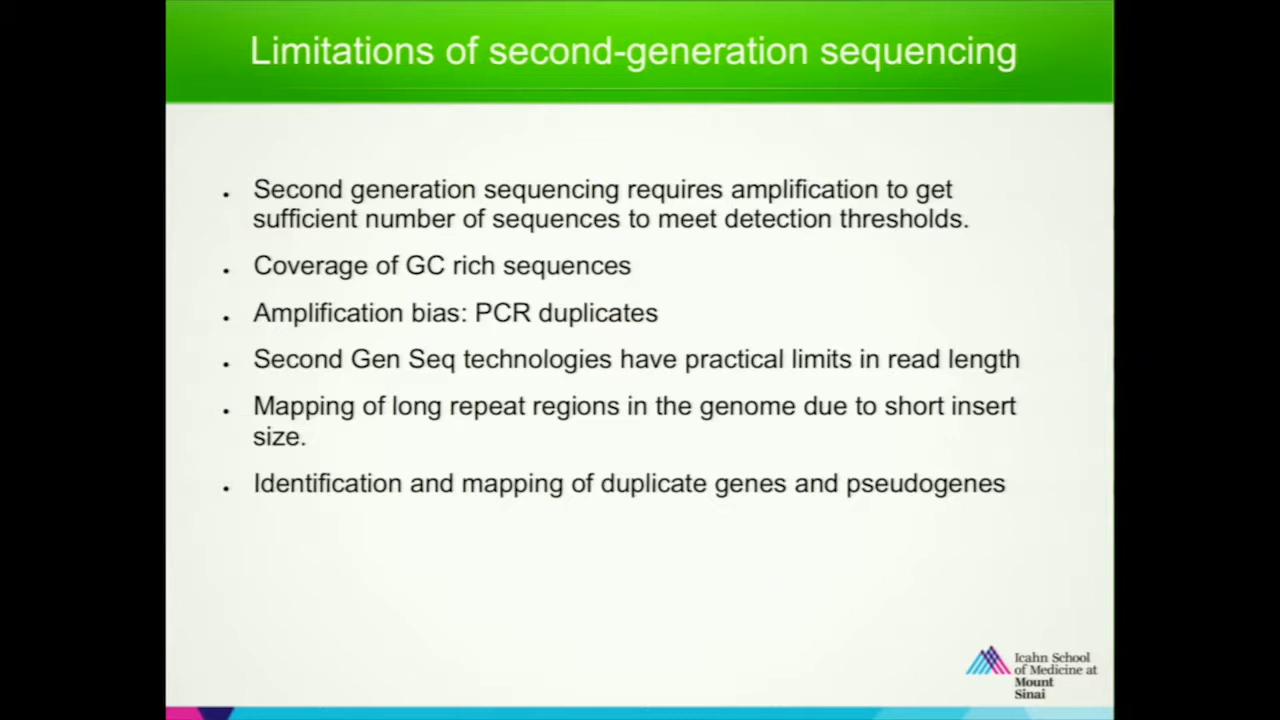 Limitations of second-generation sequencing
. Second generation sequencing requires amplification to get
sufficient number of sequences to meet detection thresholds.
. Coverage of GC rich sequences
. Amplification bias: PCR duplicates
. Second Gen Seq technologies have practical limits in read length
. Mapping of long repeat regions in the genome due to short insert
size.
. Identification and mapping of duplicate genes and pseudogenes
Icahn School
of Medicine at
Mount
Sinai